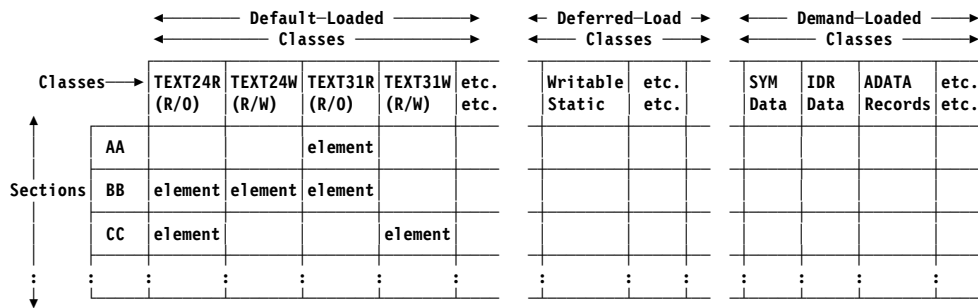 Default-Loaded Deferred-Load Demand-Loaded
Classes Classes Classes
Classes TEXT24R TEXT24W TEXT31R TEXT31W etc. Writable etc. SYM IDR ADATA etc.
(R/O) (R/W) (R/O) (R/W) etc. Static etc. Data Data Records etc.
AA element
Sections BB element element element
CC element element
: : : : : : : : : : : : : :